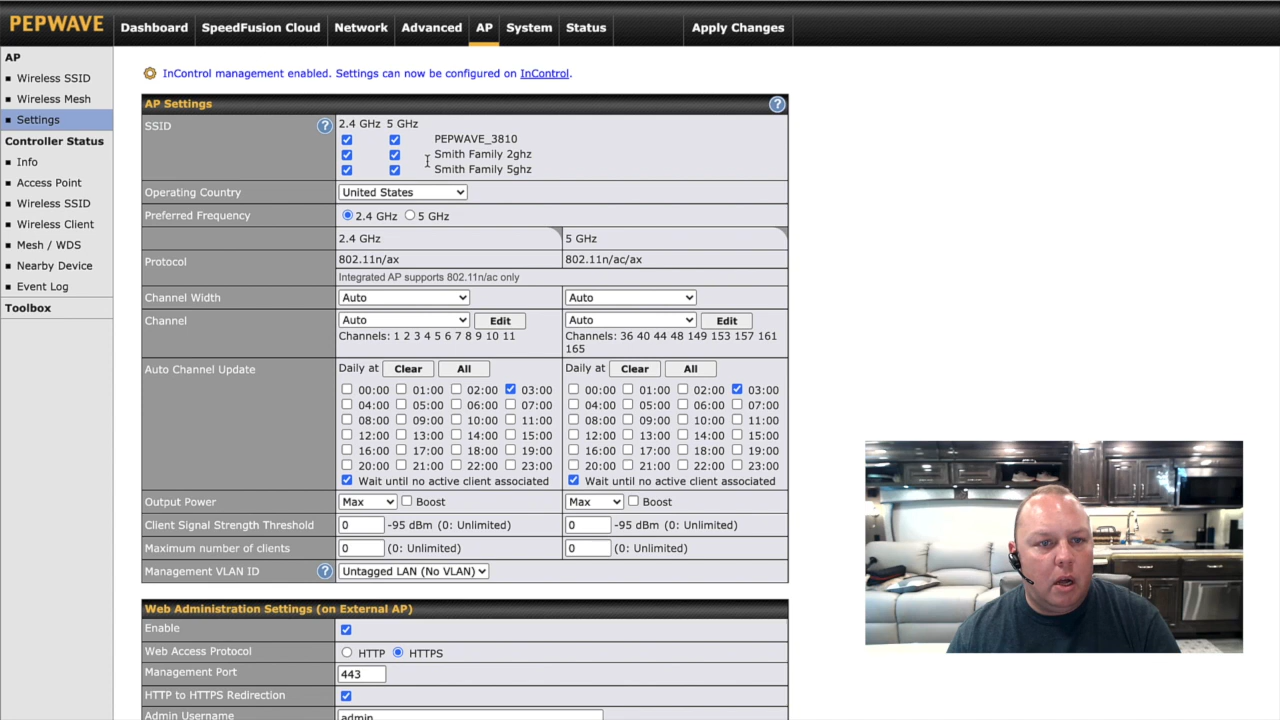 PEPWAVE Dashboard SpeedFusion Cloud Network Advanced AP System Status Apply Changes
AP
Wireless SSID
Wireless Mesh
Settings
Controller Status
Info
Access Point
Wireless SSID
Wireless Client
Mesh / WDS
Nearby Device
Event Log
Toolbox
InControl management enabled. Settings can now be configured on InControl.
AP Settings ?
SSID ? 2.4 GHz 5 GHz
PEPWAVE_3810
Smith Family 2ghz
Smith Family 5ghz
Operating Country United States
Preferred Frequency 2.4 GHz 5 GHz
2.4 GHz 5 GHz
Protocol 802.11n/ax 802.11n/ac/ax
Integrated AP supports 802.11n/ac only
Channel Width Auto Auto
Channel Auto Edit Auto Edit
Channels: 1 2 3 4 5 6 7 8 9 10 11 Channels: 36 40 44 48 149 153 157 161
165
Auto Channel Update Daily at Clear All Daily at Clear All
00:00 01:00 02:00 03:00 00:00 01:00 02:00 03:00
04:00 05:00 06:00 07:00 04:00 05:00 06:00 07:00
08:00 09:00 10:00 11:00 08:00 09:00 10:00 11:00
12:00 13:00 14:00 15:00 12:00 13:00 14:00 15:00
16:00 17:00 18:00 19:00 16:00 17:00 18:00 19:00
20:00 21:00 22:00 23:00 20:00 21:00 22:00 23:00
Wait until no active client associated Wait until no active client associated
Output Power Max Boost Max Boost
Client Signal Strength Threshold 0 -95 dBm (0: Unlimited) 0 -95 dBm (0: Unlimited)
Maximum number of clients 0 (0: Unlimited) 0 (0: Unlimited)
Management VLAN ID ? Untagged LAN (No VLAN)
Web Administration Settings (on External AP)
Enable
Web Access Protocol HTTP HTTPS
Management Port 443
HTTP to HTTPS Redirection
Admin Username admin